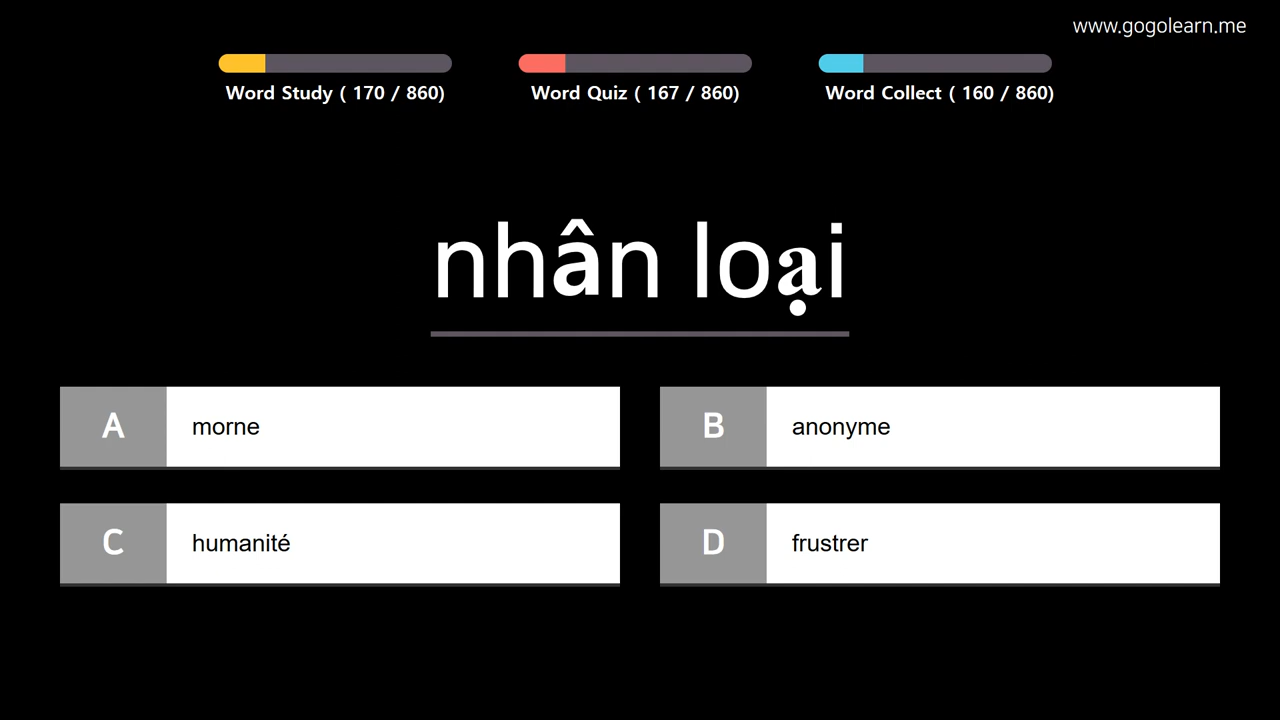 www.gogolearn.me
Word Study ( 170 / 860)
Word Quiz ( 167 / 860)
Word Collect ( 160 / 860)
nhân loại
A morne
B anonyme
C humanité
D frustrer